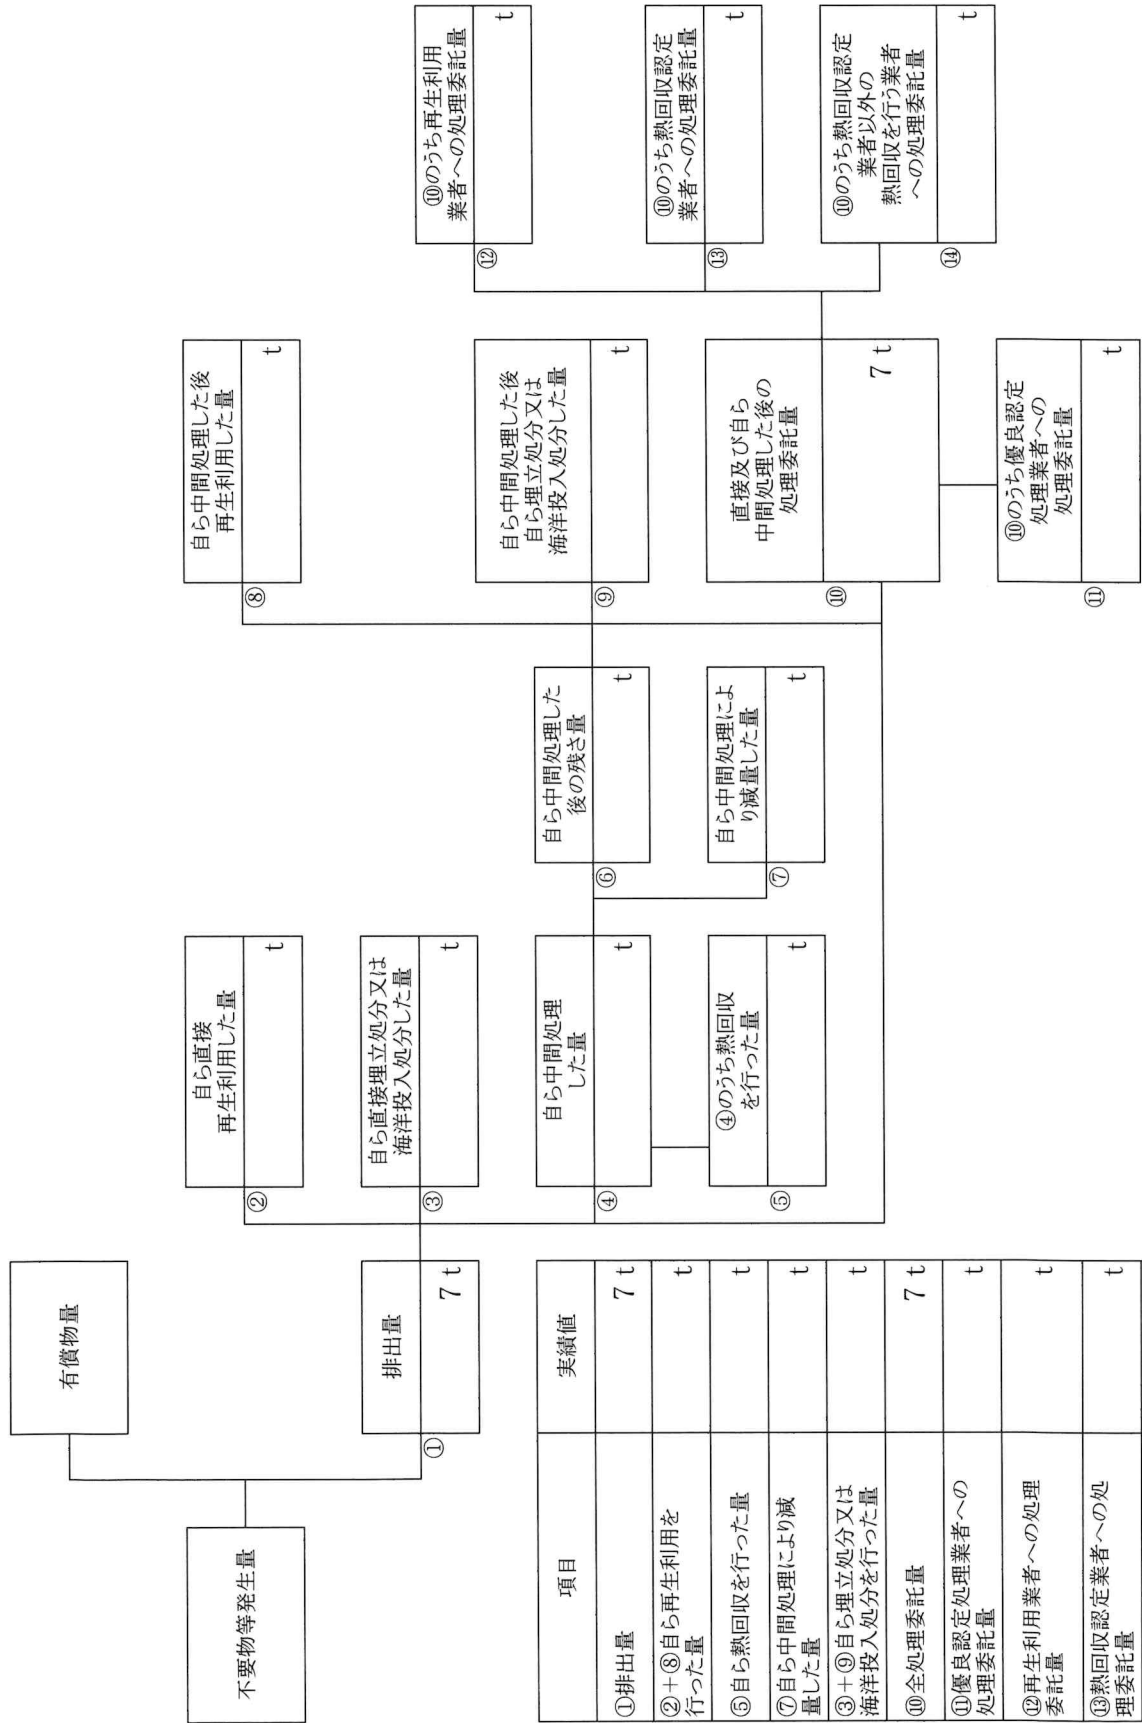 不要物等発生量
有償物量
排出量
①
7 t
自ら直接
再生利用した量
②
t
自ら直接埋立処分又は
海洋投入処分した量
③
t
自ら中間処理
した量
④
t
④のうち熱回収
を行った量
⑤
t
自ら中間処理した
後の残さ量
⑥
t
自ら中間処理によ
り減量した量
⑦
t
自ら中間処理した後
再生利用した量
⑧
t
自ら中間処理した後
自ら埋立処分又は
海洋投入処分した量
⑨
t
直接及び自ら
中間処理した後の
処理委託量
⑩
7 t
⑩のうち優良認定
処理業者への
処理委託量
⑪
t
⑩のうち再生利用
業者への処理委託量
⑫
t
⑩のうち熱回収認定
業者への処理委託量
⑬
t
⑩のうち熱回収認定
業者以外の
熱回収を行う業者
への処理委託量
⑭
t
項目
実績値
①排出量
7 t
②+⑧自ら再生利用を
行った量
t
⑤自ら熱回収を行った量
t
⑦自ら中間処理により減
量した量
t
③+⑨自ら埋立処分又は
海洋投入処分を行った量
t
⑩全処理委託量
7 t
⑪優良認定処理業者への
処理委託量
t
⑫再生利用業者への処理
委託量
t
⑬熱回収認定業者への処
理委託量
t